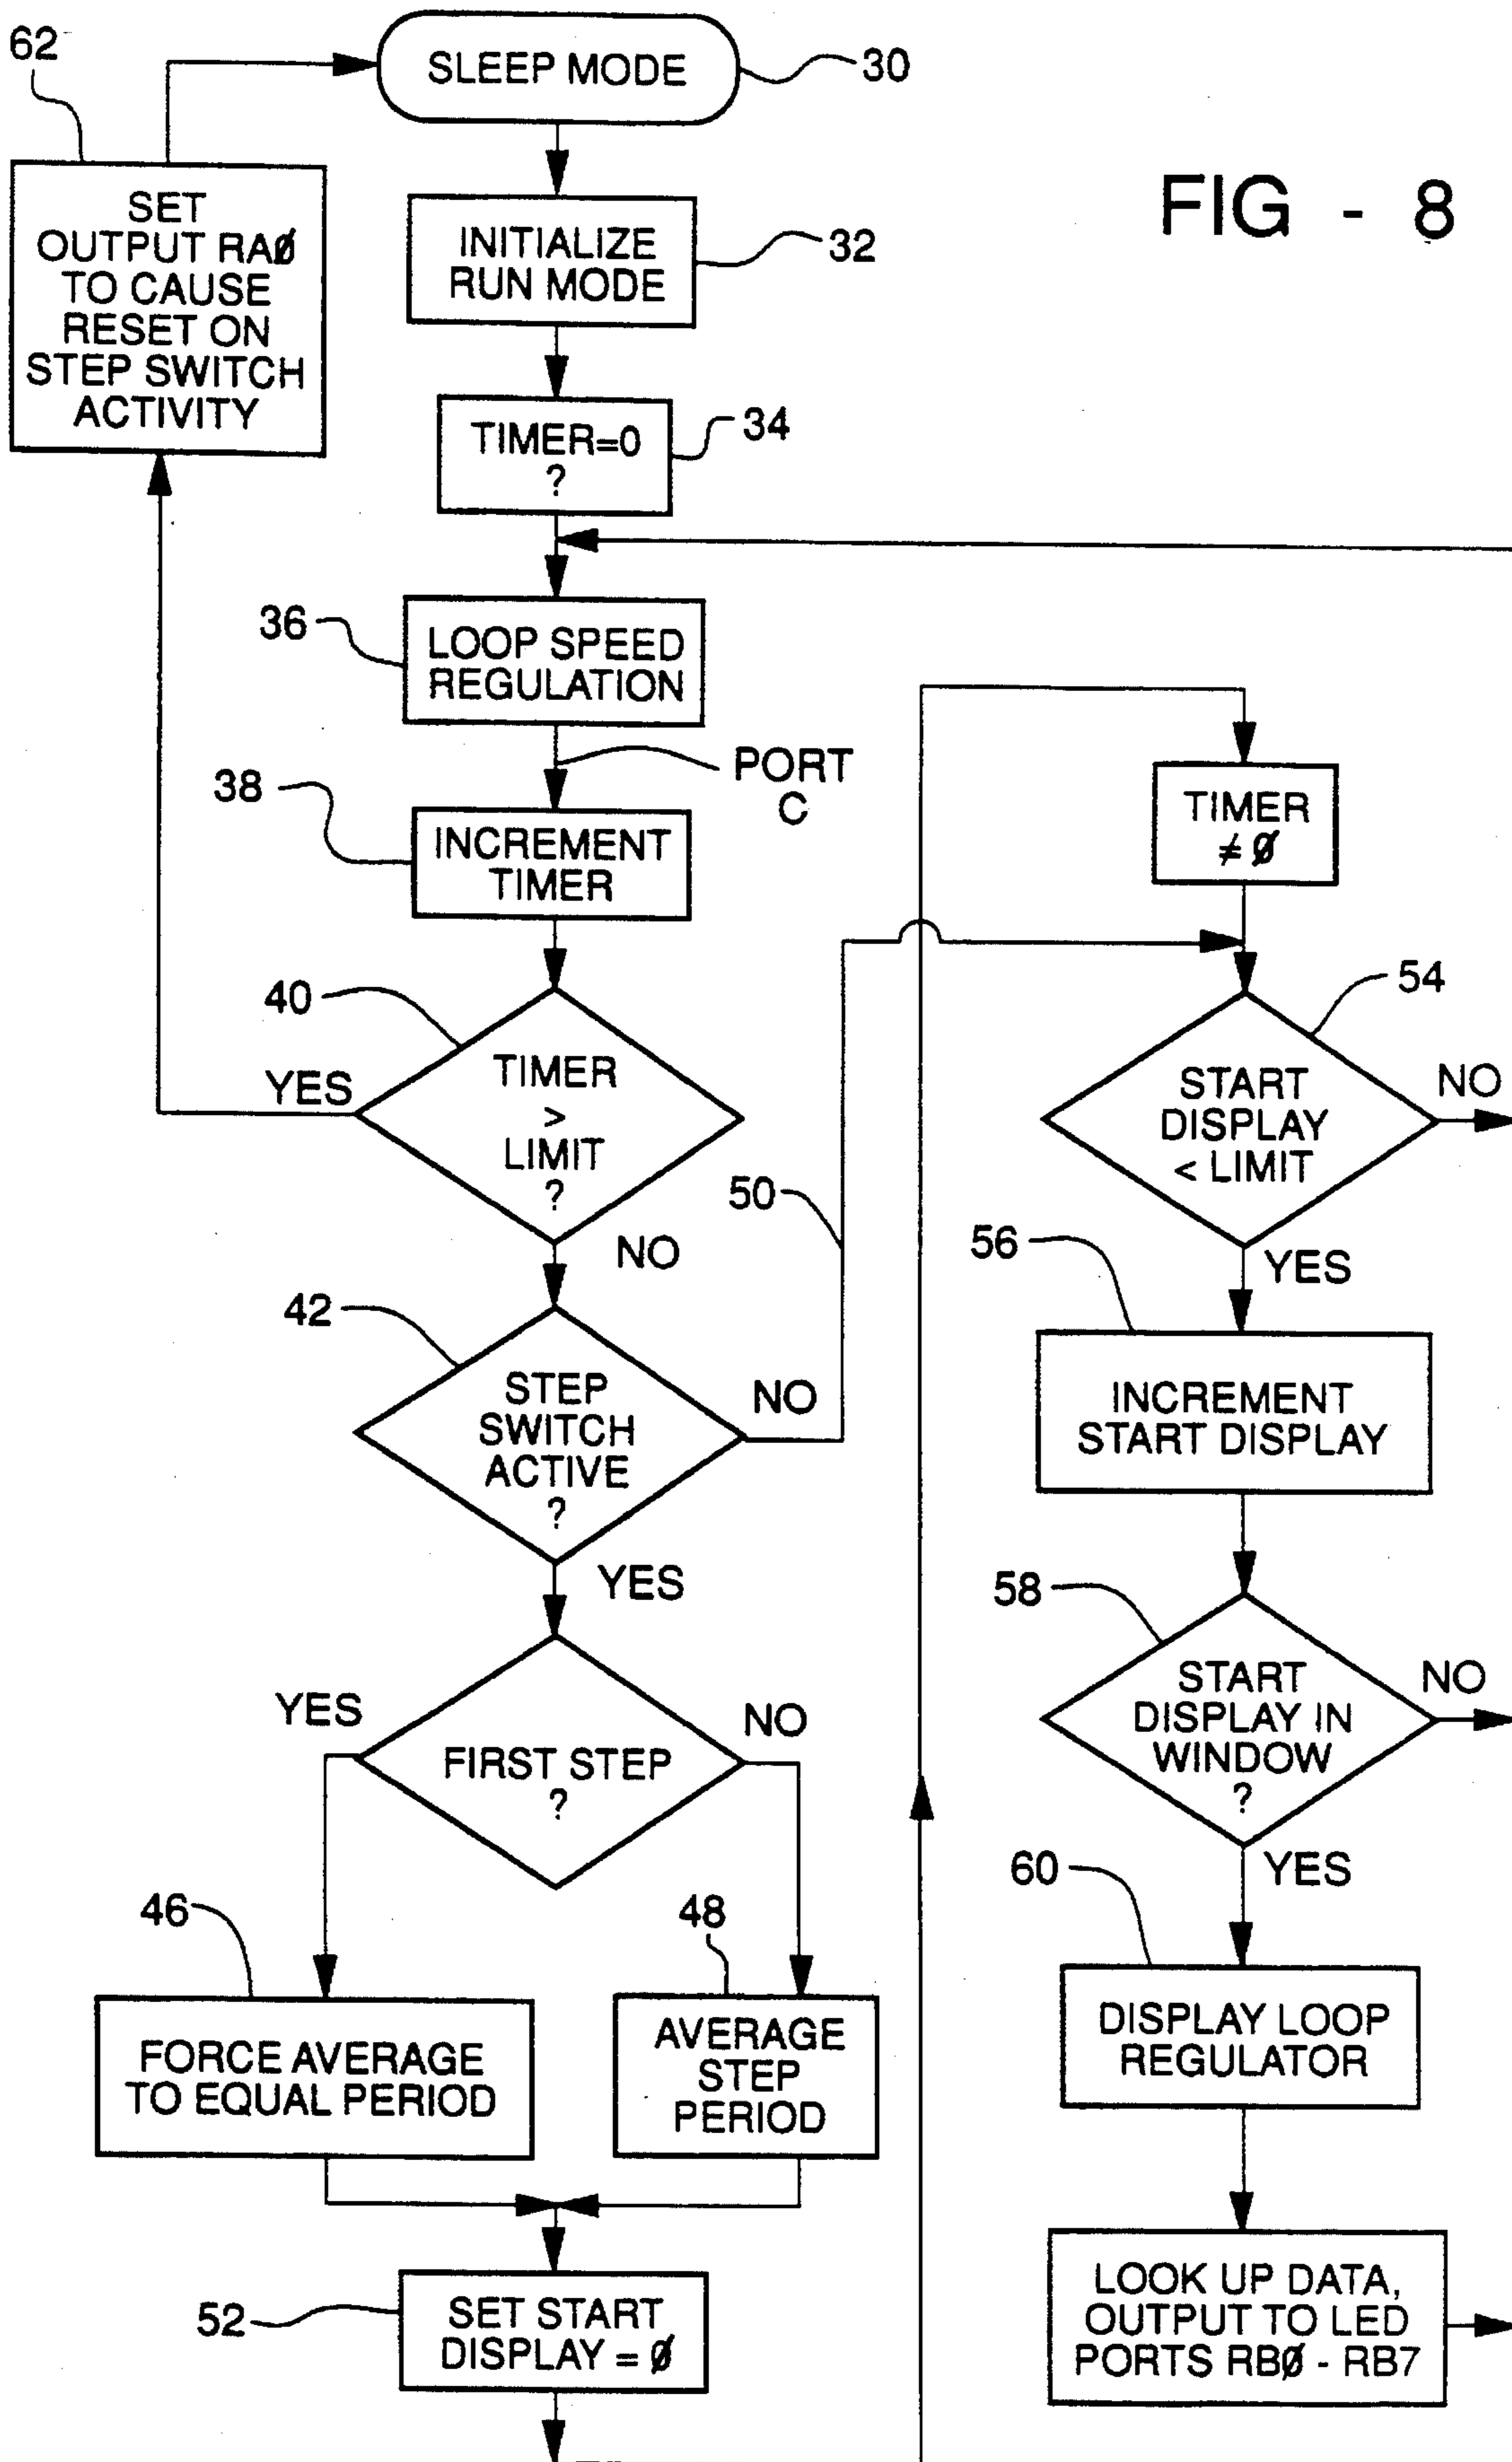 62
SLEEP MODE
30
FIG - 8
SET
OUTPUT RAØ
TO CAUSE
RESET ON
STEP SWITCH
ACTIVITY
INITIALIZE
RUN MODE
32
TIMER=0
?
34
36
LOOP SPEED
REGULATION
PORT
C
38
INCREMENT
TIMER
TIMER
≠ Ø
40
YES
TIMER
>
LIMIT
?
NO
50
54
START
DISPLAY
< LIMIT
NO
YES
42
STEP
SWITCH
ACTIVE
?
NO
YES
56
INCREMENT
START DISPLAY
58
START
DISPLAY IN
WINDOW
?
NO
YES
YES
FIRST STEP
?
NO
46
48
FORCE AVERAGE
TO EQUAL PERIOD
AVERAGE
STEP
PERIOD
60
DISPLAY LOOP
REGULATOR
52
SET START
DISPLAY = Ø
LOOK UP DATA,
OUTPUT TO LED
PORTS RBØ - RB7